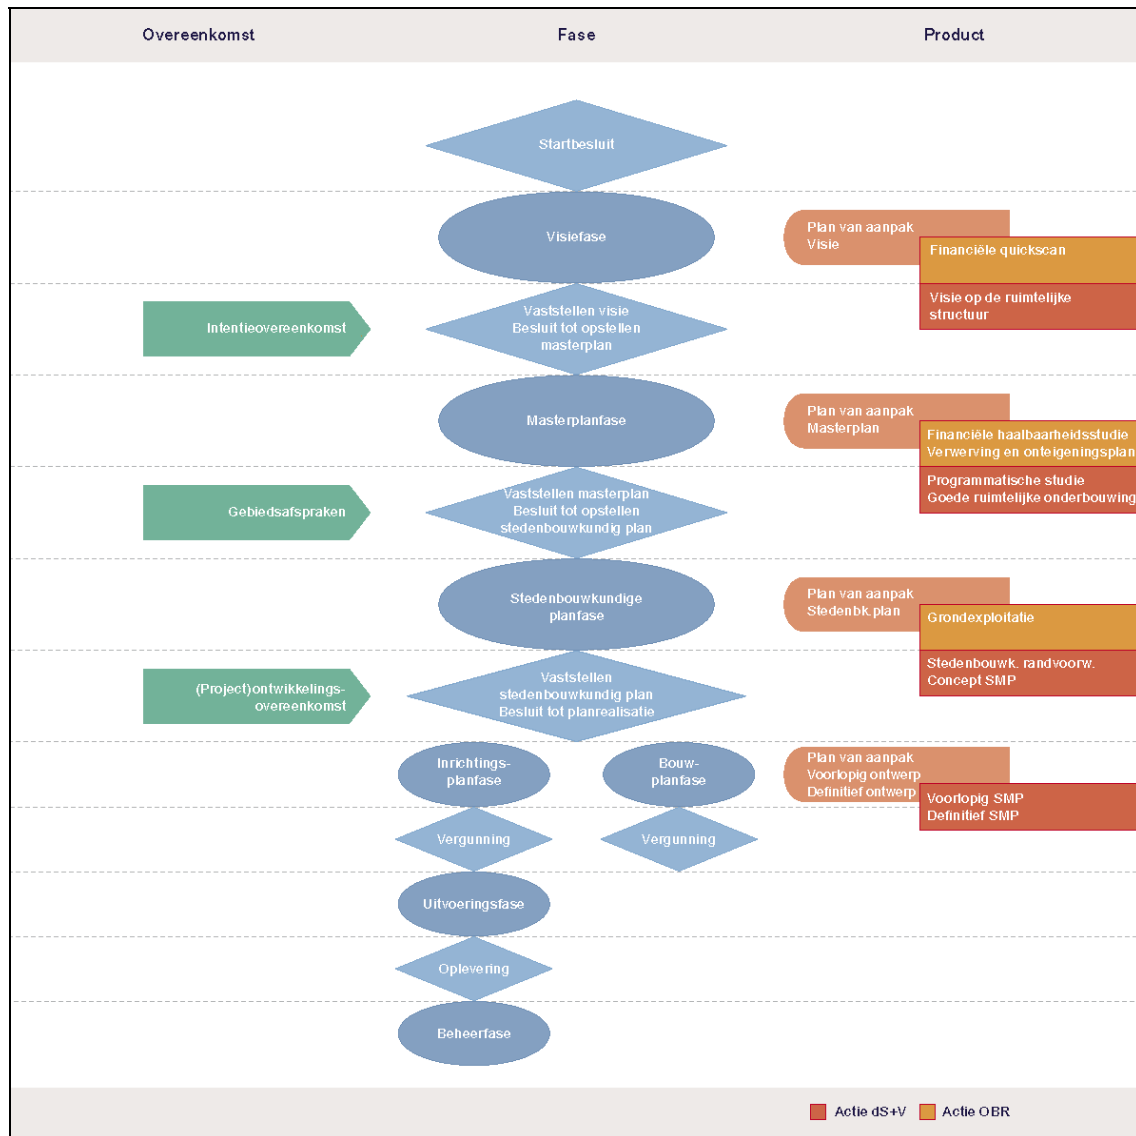 Overeenkomst
Fase
Product
Startbesluit
Visiefase
Plan van aanpak
Visie
Financiële quickscan
Visie op de ruimtelijke
structuur
Intentieovereenkomst
Vaststellen visie
Besluit tot opstellen
masterplan
Masterplanfase
Plan van aanpak
Masterplan
Financiële haalbaarheidsstudie
Verwerving en onteigeningsplan
Programmatische studie
Goede ruimtelijke onderbouwing
Gebiedsafspraken
Vaststellen masterplan
Besluit tot opstellen
stedenbouwkundig plan
Stedenbouwkundige
planfase
Plan van aanpak
Stedenbk.plan
Grondexploitatie
Stedenbouwk. randvoorw.
Concept SMP
(Project)ontwikkelings-
overeenkomst
Vaststellen
stedenbouwkundig plan
Besluit tot planrealisatie
Inrichtings-
planfase
Bouw-
planfase
Plan van aanpak
Voorlopig ontwerp
Definitief ontwerp
Voorlopig SMP
Definitief SMP
Vergunning
Vergunning
Uitvoeringsfase
Oplevering
Beheerfase
Actie dS+V
Actie OBR